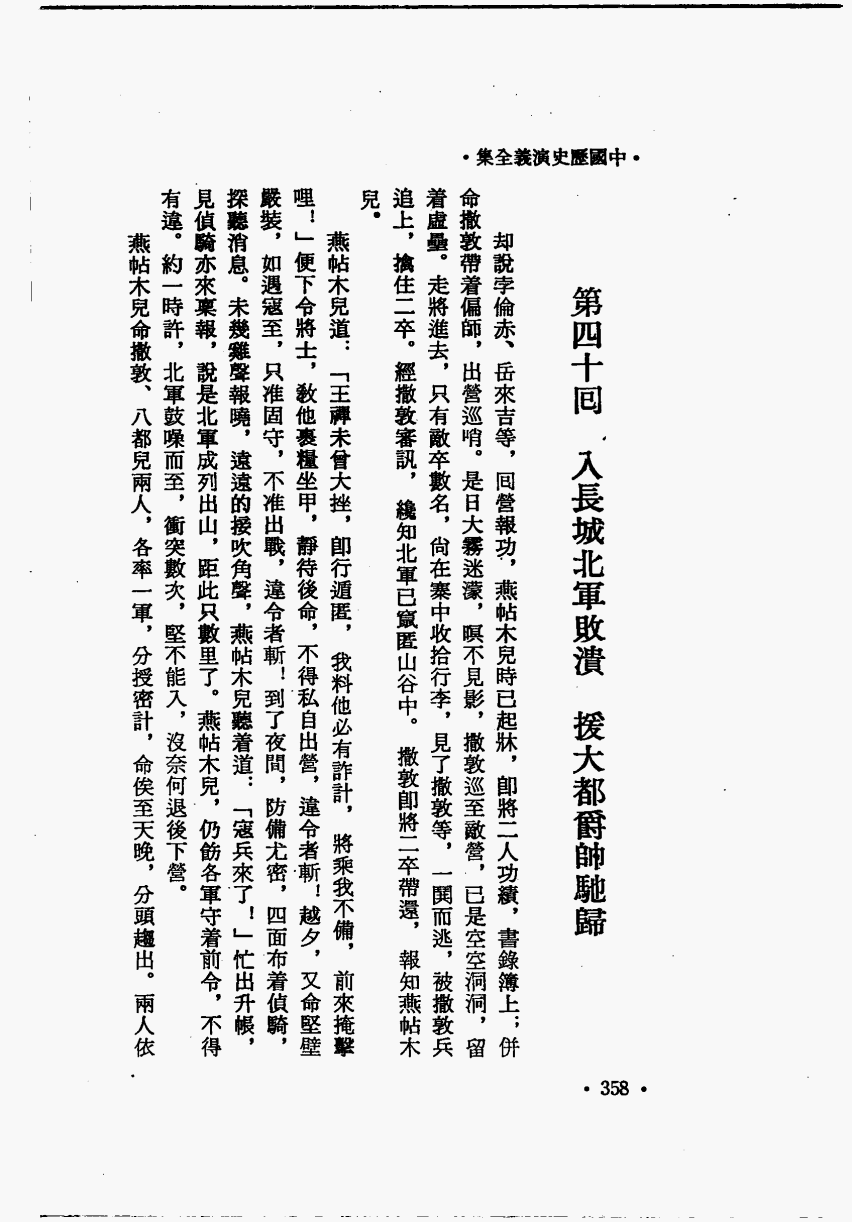 •中國歷史演義全集•
第四十回　入長城北軍敗潰　援大都爵帥馳歸
却說孛倫赤、岳來吉等，回營報功，燕帖木兒時已起牀，卽將二人功績，書錄簿上；併
命撒敦帶着偏師，出營巡哨。是日大霧迷濛，暝不見影，撒敦巡至敵營，已是空空洞洞，留
着虛壘。走將進去，只有敵卒數名，尙在寨中收拾行李，見了撒敦等，一鬨而逃，被撒敦兵
追上，擒住二卒。經撒敦審訊，纔知北軍已竄匿山谷中。撒敦卽將二卒帶還，報知燕帖木
兒。
燕帖木兒道：「王禪未曾大挫，卽行遁匿，我料他必有詐計，將乘我不備，前來掩擊
哩！」便下令將士，敎他裹糧坐甲，靜待後命，不得私自出營，違令者斬！越夕，又命堅壁
嚴裝，如遇寇至，只准固守，不准出戰，違令者斬！到了夜間，防備尤密，四面布着偵騎，
探聽消息。未幾雞聲報曉，遠遠的接吹角聲，燕帖木兒聽着道：「寇兵來了！」忙出升帳，
見偵騎亦來稟報，說是北軍成列出山，距此只數里了。燕帖木兒，仍飭各軍守着前令，不得
有違。約一時許，北軍鼓噪而至，衝突數次，堅不能入，沒奈何退後下營。
燕帖木兒命撒敦、八都兒兩人，各率一軍，分授密計，命俟至天晚，分頭趨出。兩人依
•358•